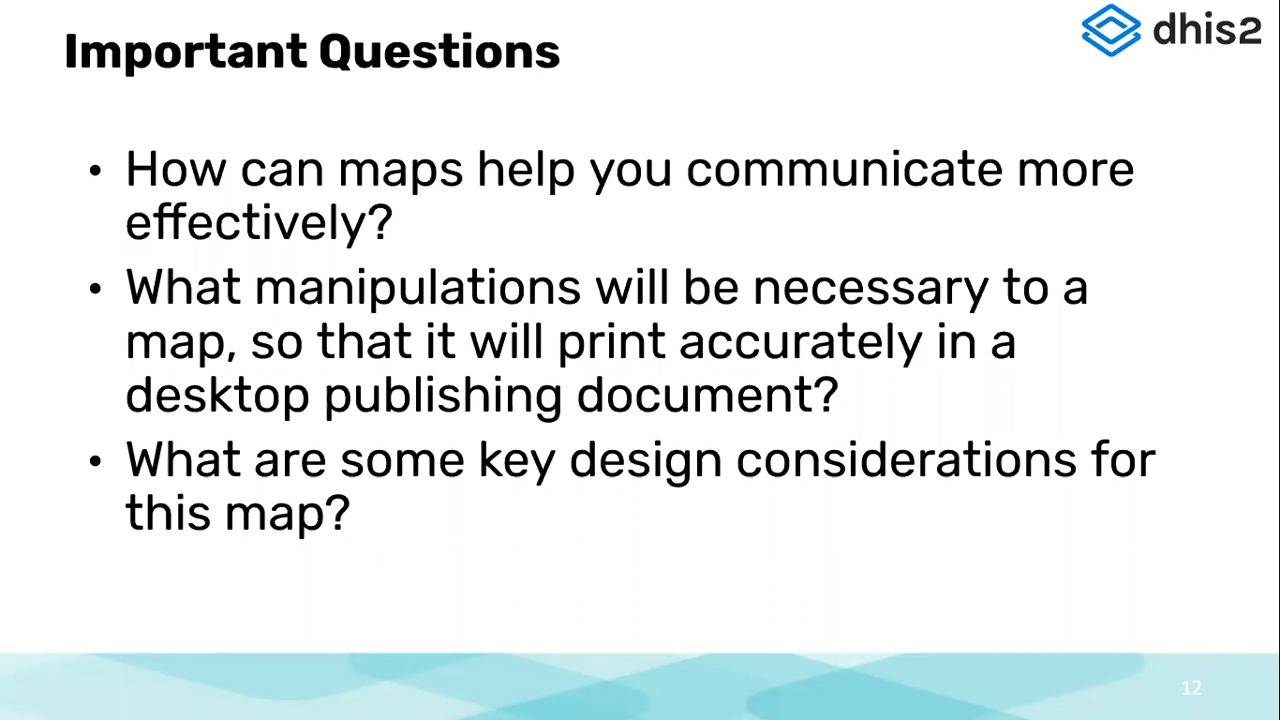 Important Questions
dhis2
• How can maps help you communicate more
effectively?
• What manipulations will be necessary to a
map, so that it will print accurately in a
desktop publishing document?
• What are some key design considerations for
this map?
12